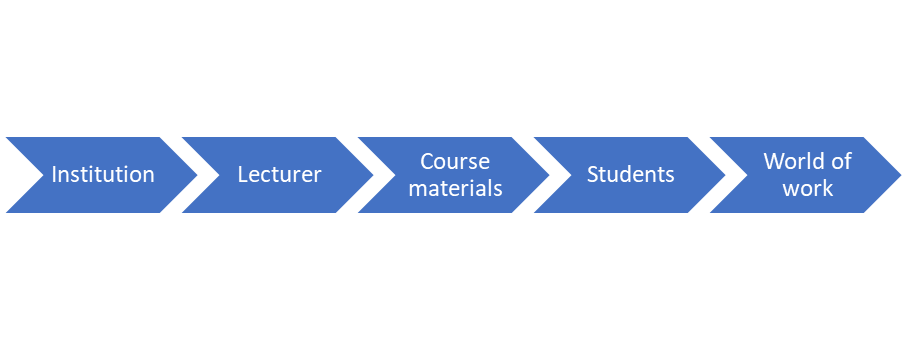 Institution
Lecturer
Course
materials
Students
World of
work